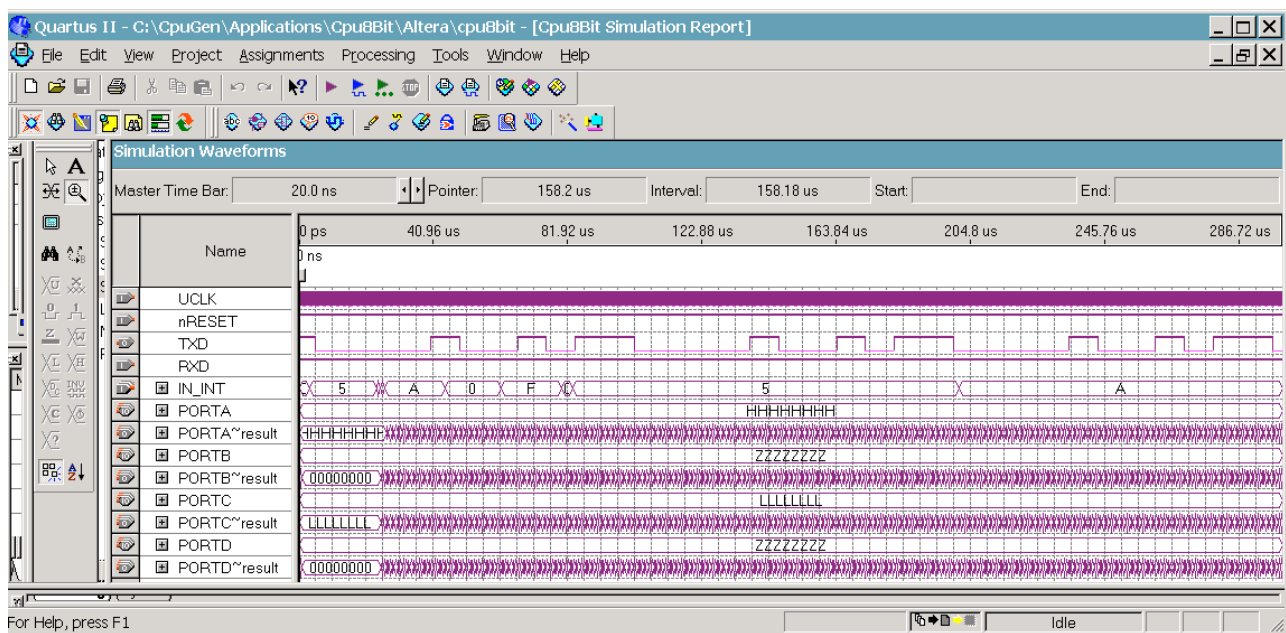 Quartus II - C:\CpuGen\Applications\Cpu8Bit\Altera\cpu8bit - [Cpu8Bit Simulation Report]
File Edit View Project Assignments Processing Tools Window Help
Simulation Waveforms
Master Time Bar: 20.0 ns Pointer: 158.2 us Interval: 158.18 us Start: End:
Name 0 ps 40.96 us 81.92 us 122.88 us 163.84 us 204.8 us 245.76 us 286.72 us
0 ns
UCLK
nRESET
TXD
RXD
IN_INT 5 A 0 F 5 A
PORTA HHHHHHHH
PORTA~result HHHHHHHH
PORTB ZZZZZZZZ
PORTB~result 00000000
PORTC LLLLLLLL
PORTC~result LLLLLLLL
PORTD ZZZZZZZZ
PORTD~result 00000000
For Help, press F1 Idle